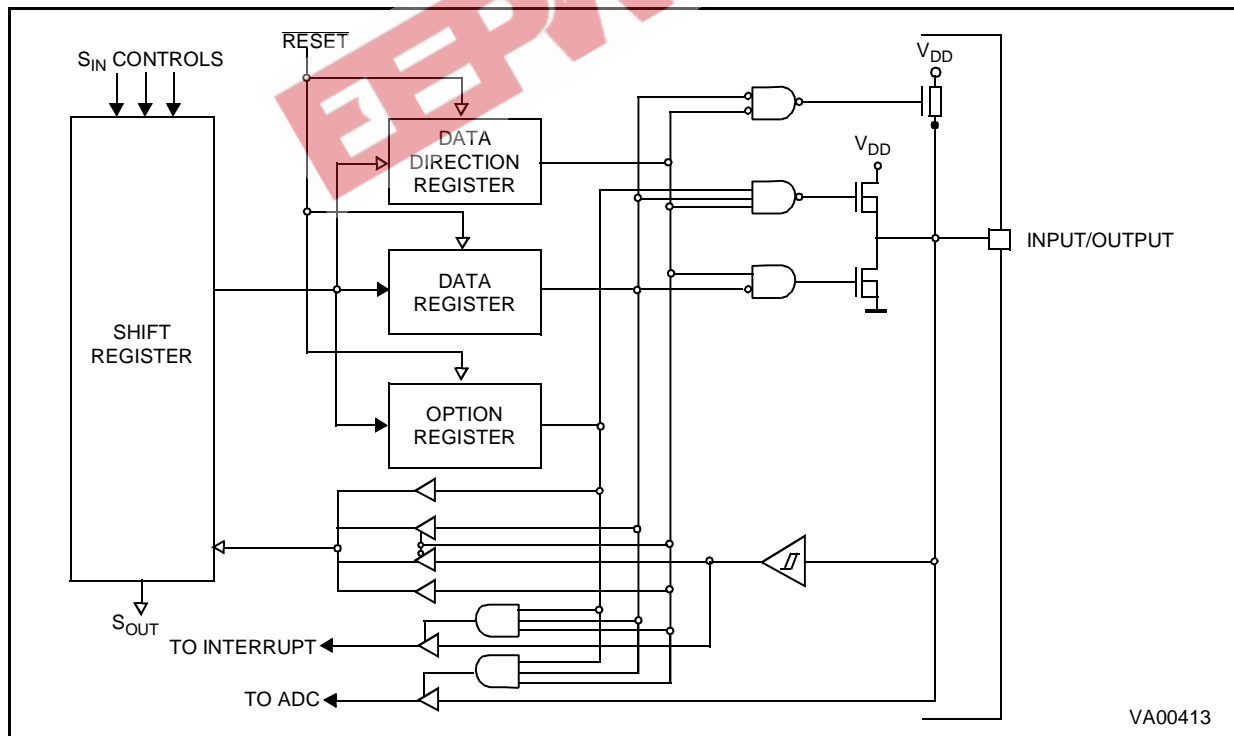 EEPW
RESET
S_IN CONTROLS
V_DD
DATA
DIRECTION
REGISTER
V_DD
INPUT/OUTPUT
DATA
REGISTER
SHIFT
REGISTER
OPTION
REGISTER
S_OUT
TO INTERRUPT
TO ADC
VA00413